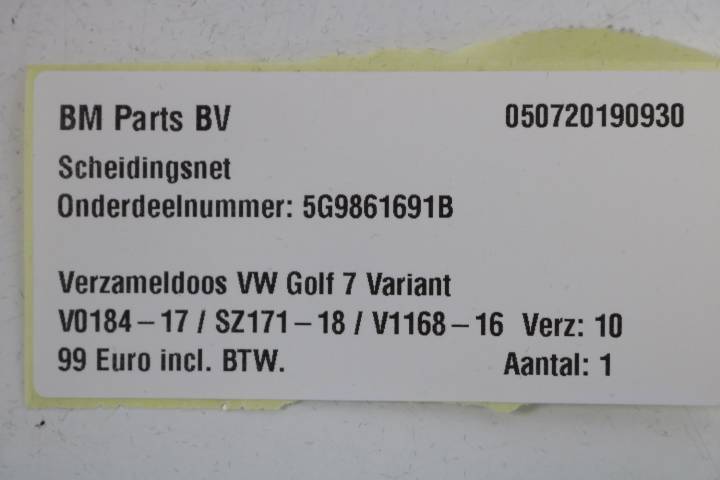 BM Parts BV 050720190930
Scheidingsnet
Onderdeelnummer: 5G9861691B
Verzameldoos VW Golf 7 Variant
V0184-17 / SZ171-18 / V1168-16 Verz: 10
99 Euro incl. BTW. Aantal: 1